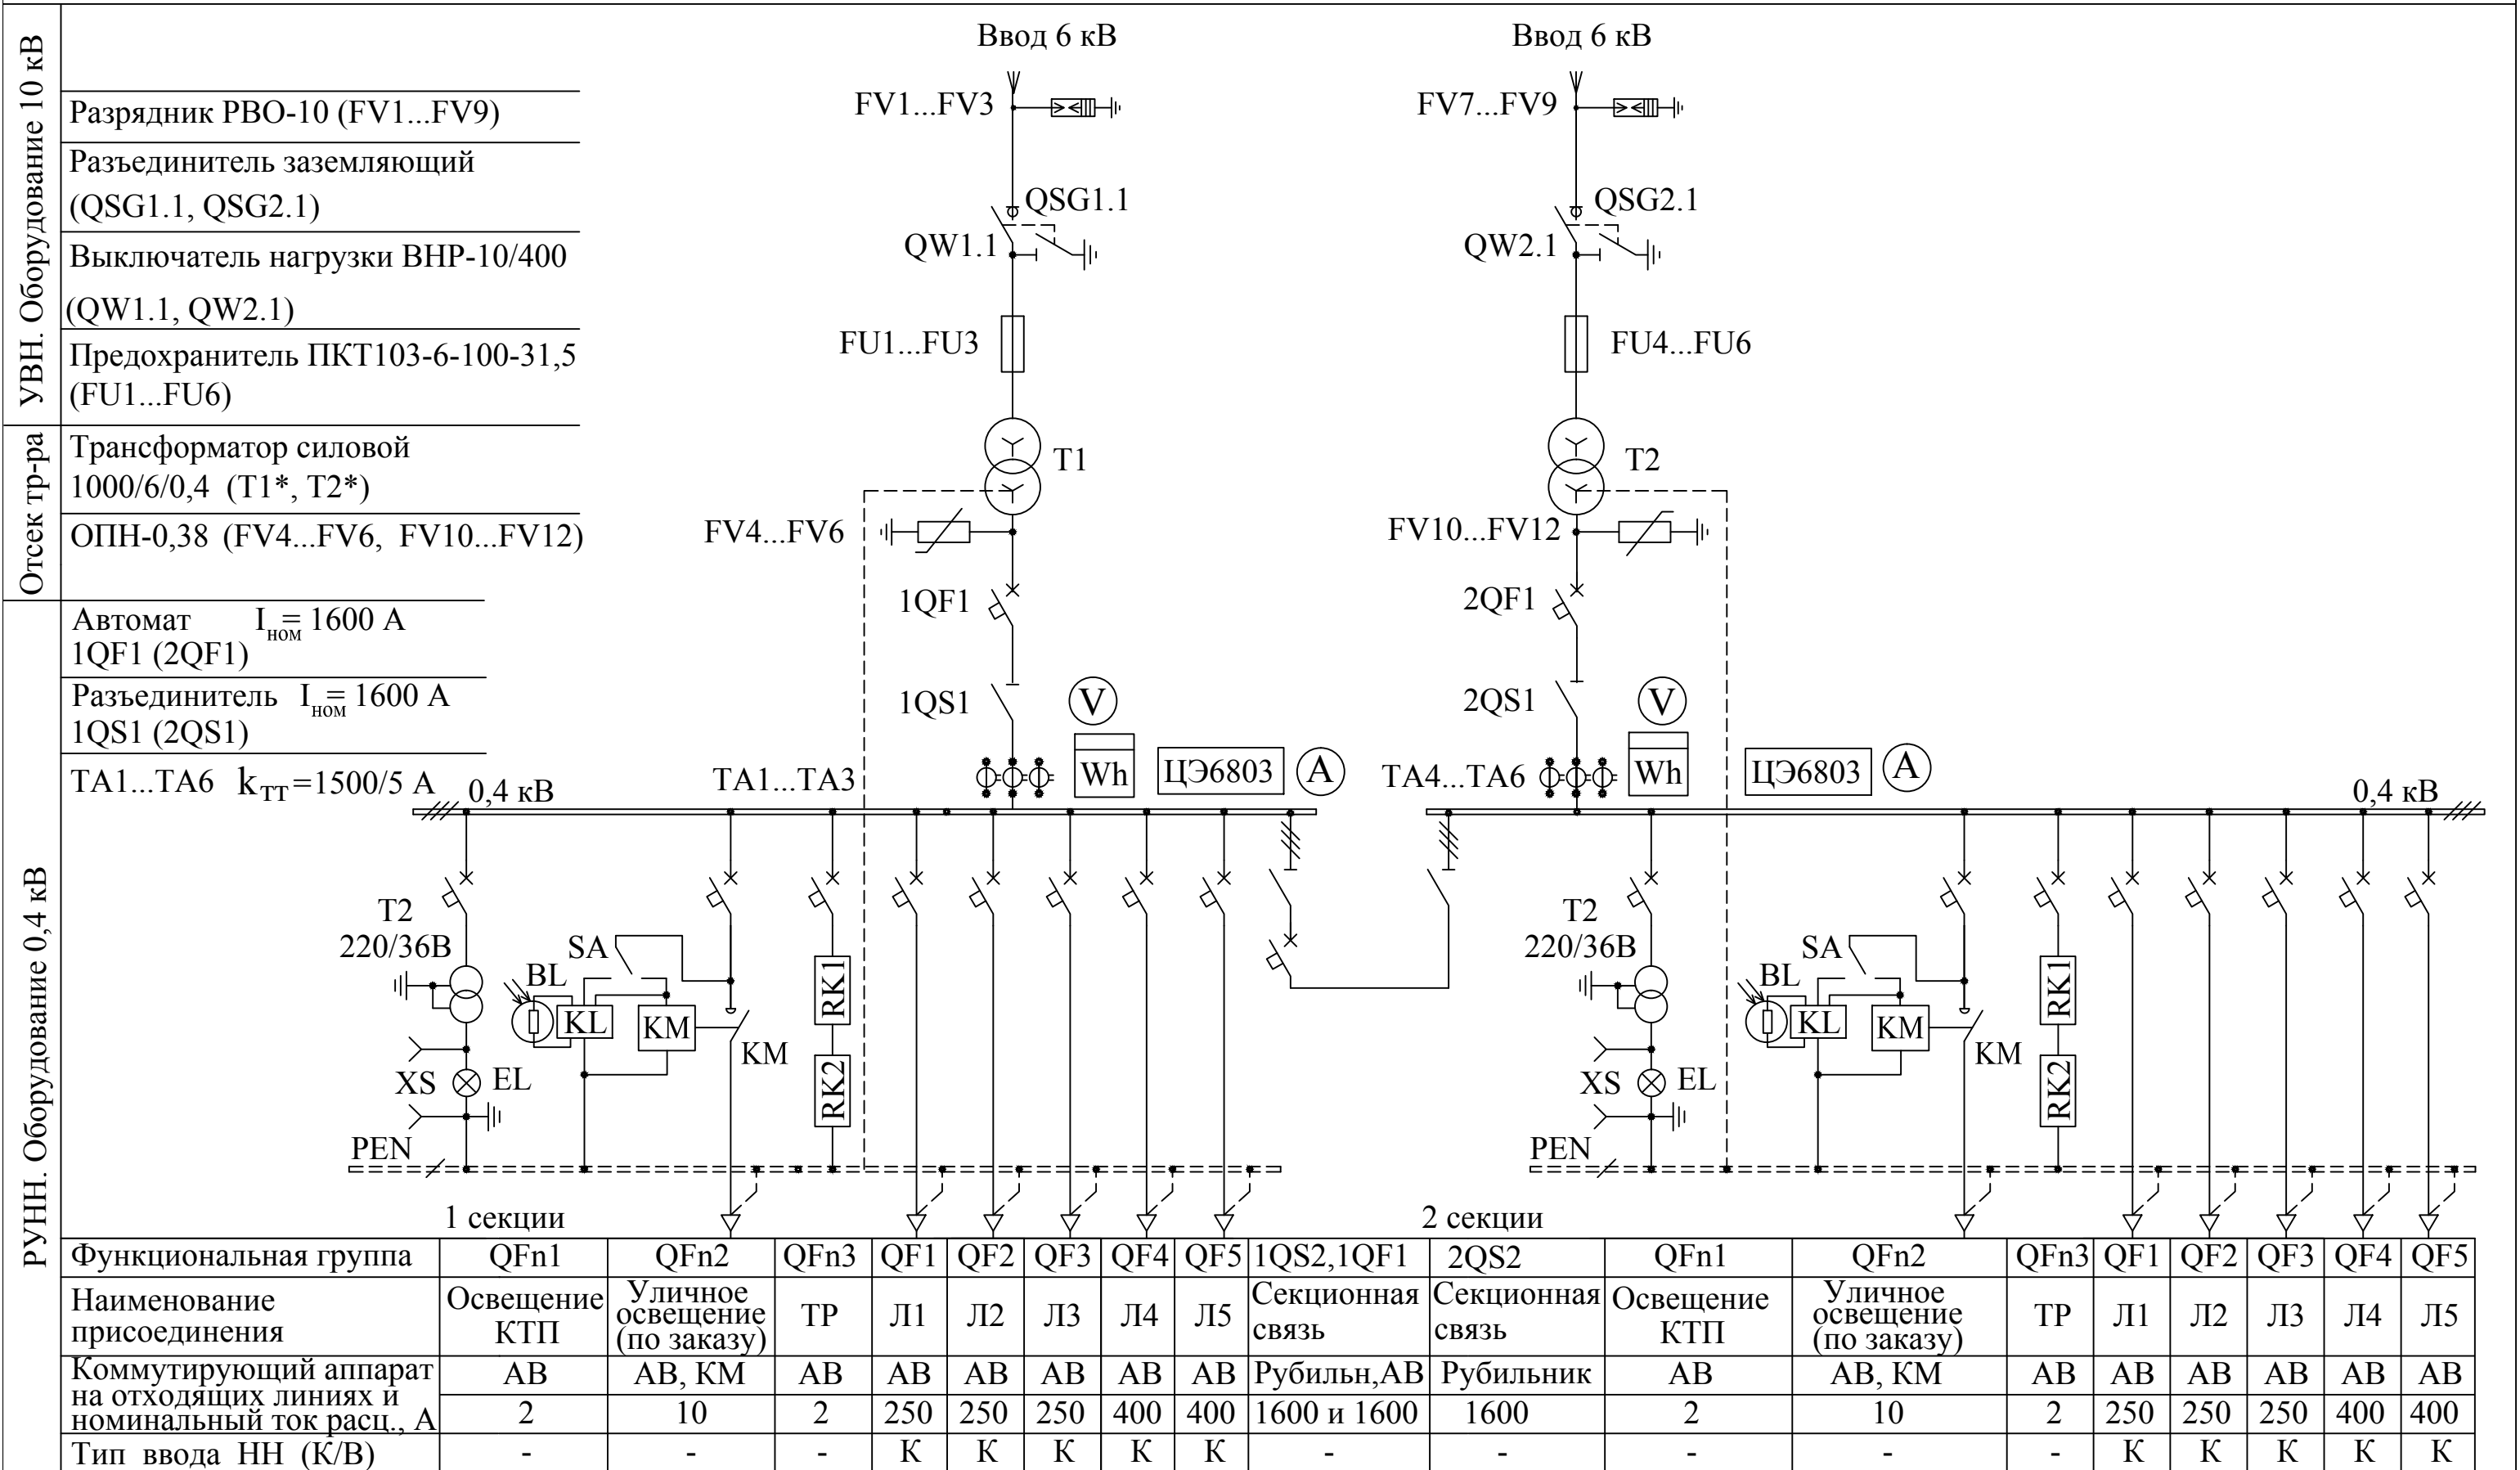 УВН. Оборудование 10 кВ
Разрядник РВО-10 (FV1...FV9)
Разъединитель заземляющий
(QSG1.1, QSG2.1)
Выключатель нагрузки ВНР-10/400
(QW1.1, QW2.1)
Предохранитель ПКТ103-6-100-31,5
(FU1...FU6)
Отсек тр-ра
Трансформатор силовой
1000/6/0,4 (Т1*, Т2*)
ОПН-0,38 (FV4...FV6, FV10...FV12)
РУНН. Оборудование 0,4 кВ
Автомат Iном= 1600 А
1QF1 (2QF1)
Разъединитель Iном= 1600 А
1QS1 (2QS1)
ТА1...ТА6 kтт=1500/5 А
Ввод 6 кВ
FV1...FV3
QSG1.1
QW1.1
FU1...FU3
Т1
FV4...FV6
1QF1
1QS1
V
Wh
ЦЭ6803
А
ТА1...ТА3
0,4 кВ
Ввод 6 кВ
FV7...FV9
QSG2.1
QW2.1
FU4...FU6
Т2
FV10...FV12
2QF1
2QS1
V
Wh
ЦЭ6803
А
ТА4...ТА6
0,4 кВ
Т2
220/36В
SA
BL
KL
КМ
КМ
RK1
RK2
XS
EL
PEN
1 секции
Т2
220/36В
SA
BL
KL
КМ
КМ
RK1
RK2
XS
EL
PEN
2 секции
Функциональная группа QFn1 QFn2 QFn3 QF1 QF2 QF3 QF4 QF5 1QS2,1QF1 2QS2 QFn1 QFn2 QFn3 QF1 QF2 QF3 QF4 QF5
Наименование
присоединения
Освещение
КТП
Уличное
освещение
(по заказу)
ТР Л1 Л2 Л3 Л4 Л5
Секционная
связь
Секционная
связь
Освещение
КТП
Уличное
освещение
(по заказу)
ТР Л1 Л2 Л3 Л4 Л5
Коммутирующий аппарат
на отходящих линиях и
номинальный ток расц., А
АВ АВ, КМ АВ АВ АВ АВ АВ АВ Рубильн,АВ Рубильник АВ АВ, КМ АВ АВ АВ АВ АВ АВ
2 10 2 250 250 250 400 400 1600 и 1600 1600 2 10 2 250 250 250 400 400
Тип ввода НН (К/В) - - - К К К К К - - - - - К К К К К